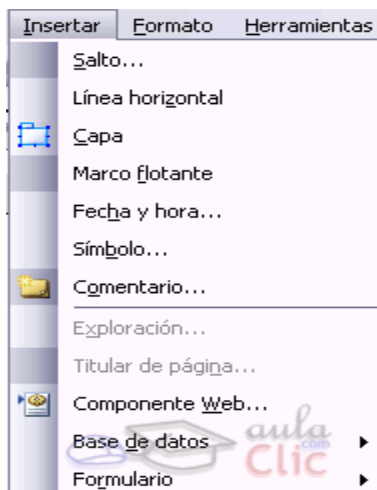 Insertar Formato Herramientas
Salto...
Línea horizontal
Capa
Marco flotante
Fecha y hora...
Símbolo...
Comentario...
Exploración...
Titular de página...
Componente Web...
Base de datos
Formulario
aula
.com
Clic